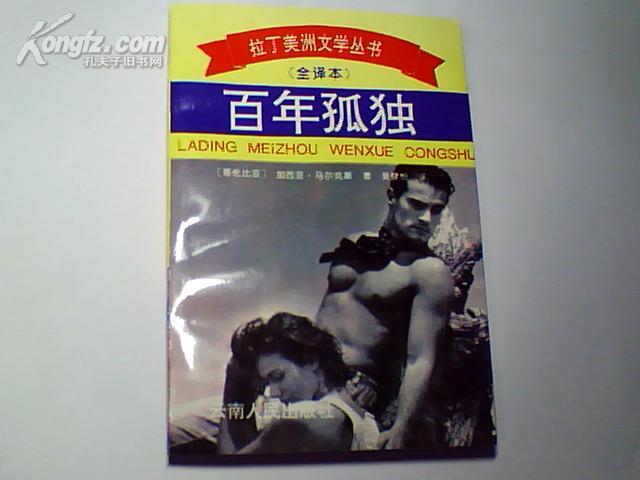 Kongfz.com
孔夫子旧书网
拉丁美洲文学丛书
(全译本)
百年孤独
LADING MEIZHOU WENXUE CONGSHU
[哥伦比亚] 加西亚·马尔克斯 著
云南人民出版社